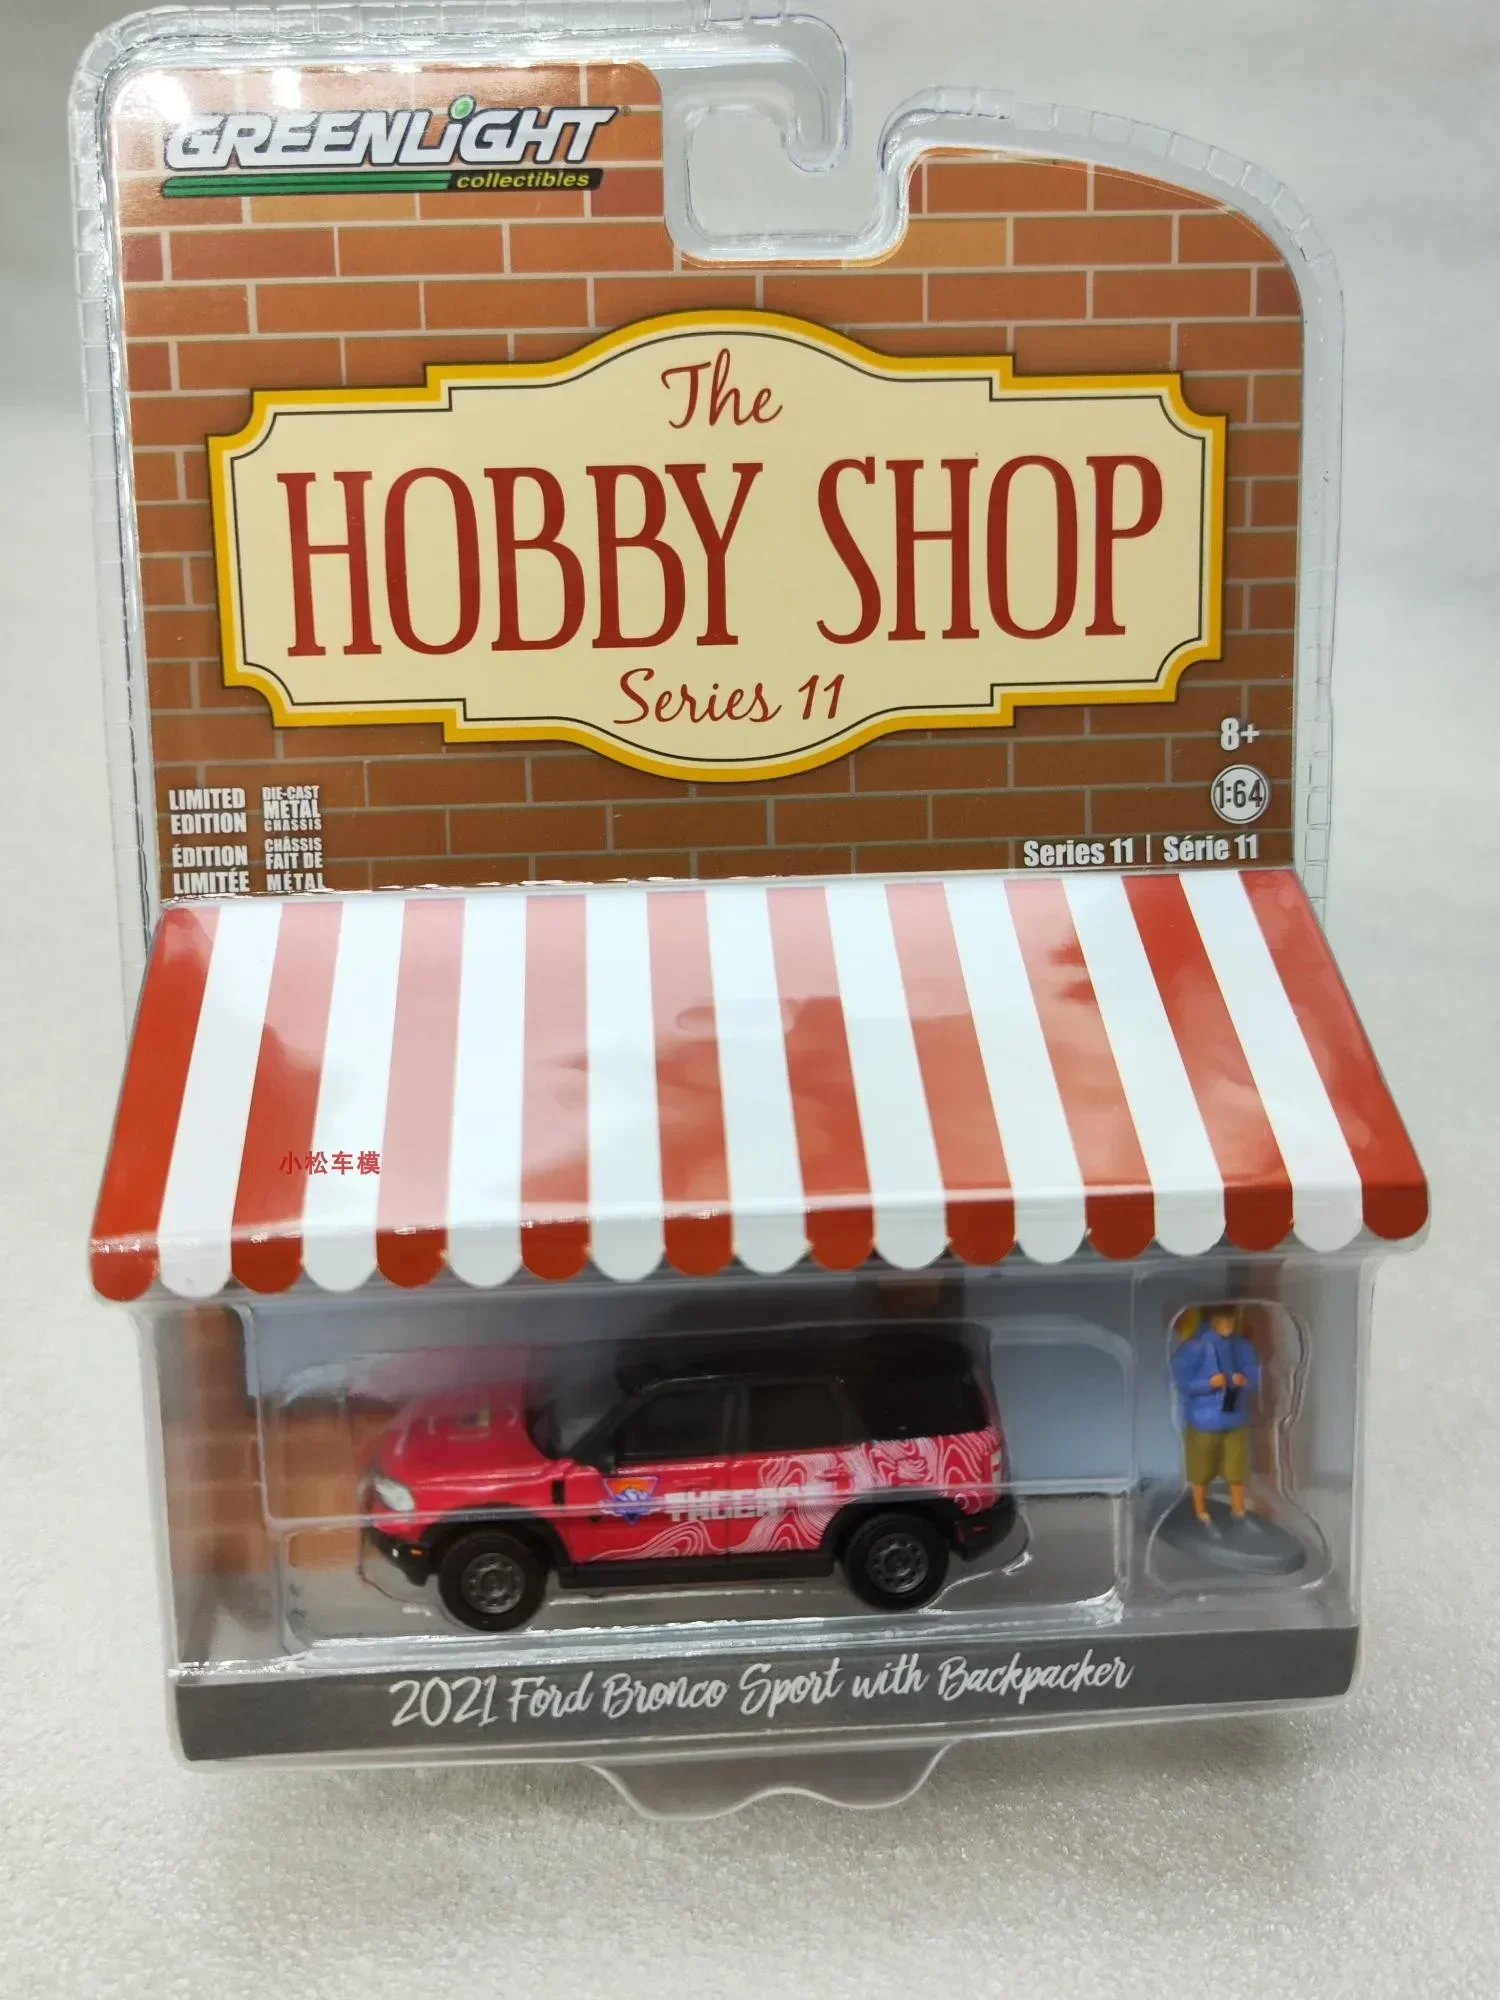 GREENLiGHT
collectibles
The
HOBBY SHOP
Series 11
8+
1:64
LIMITED
EDITION
DIE-CAST
METAL
CHASSIS
ÉDITION
LIMITÉE
CHÂSSIS
FAIT DE
MÉTAL
Series 11 | Série 11
小松车模
2021 Ford Bronco Sport with Backpacker